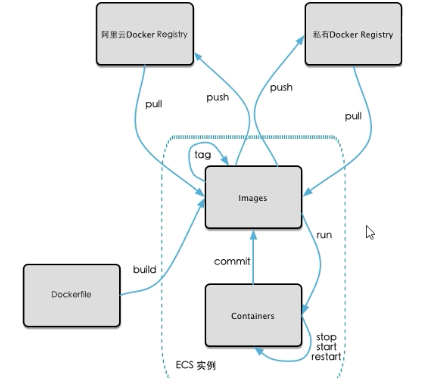 阿里云Docker Registry
私有Docker Registry
pull
push
push
pull
tag
Images
run
build
commit
Dockerfile
Containers
stop
start
restart
ECS 实例